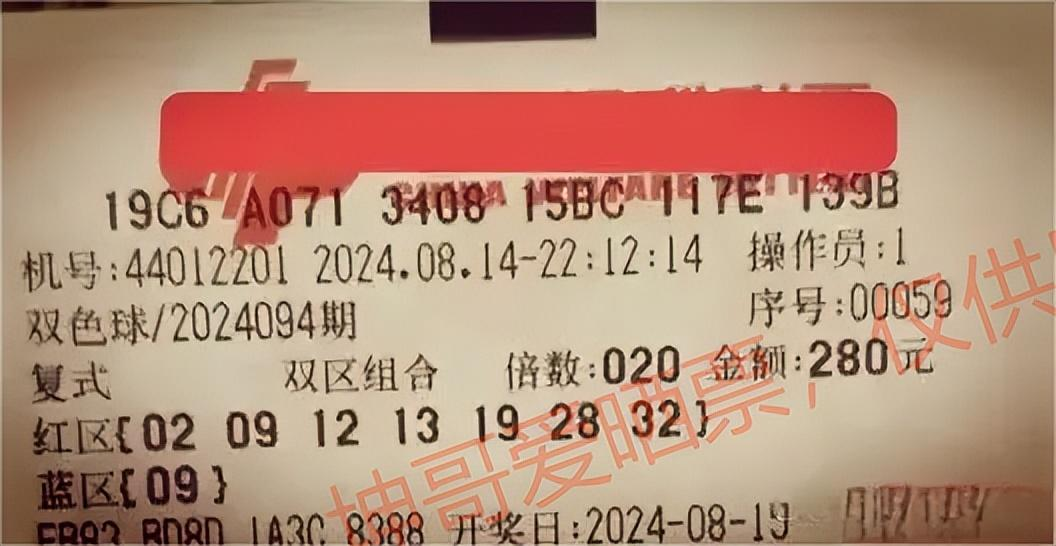 19C6 A071 3408 15BC 117E 139B
机号:44012201 2024.08.14-22:12:14 操作员:1
双色球/2024094期 序号:00059
复式 双区组合 倍数:020 金额:280元
红区{02 09 12 13 19 28 32}
蓝区{09}
1A3C 8388 开奖日:2024-08-19
坤哥爱晒票，仅供